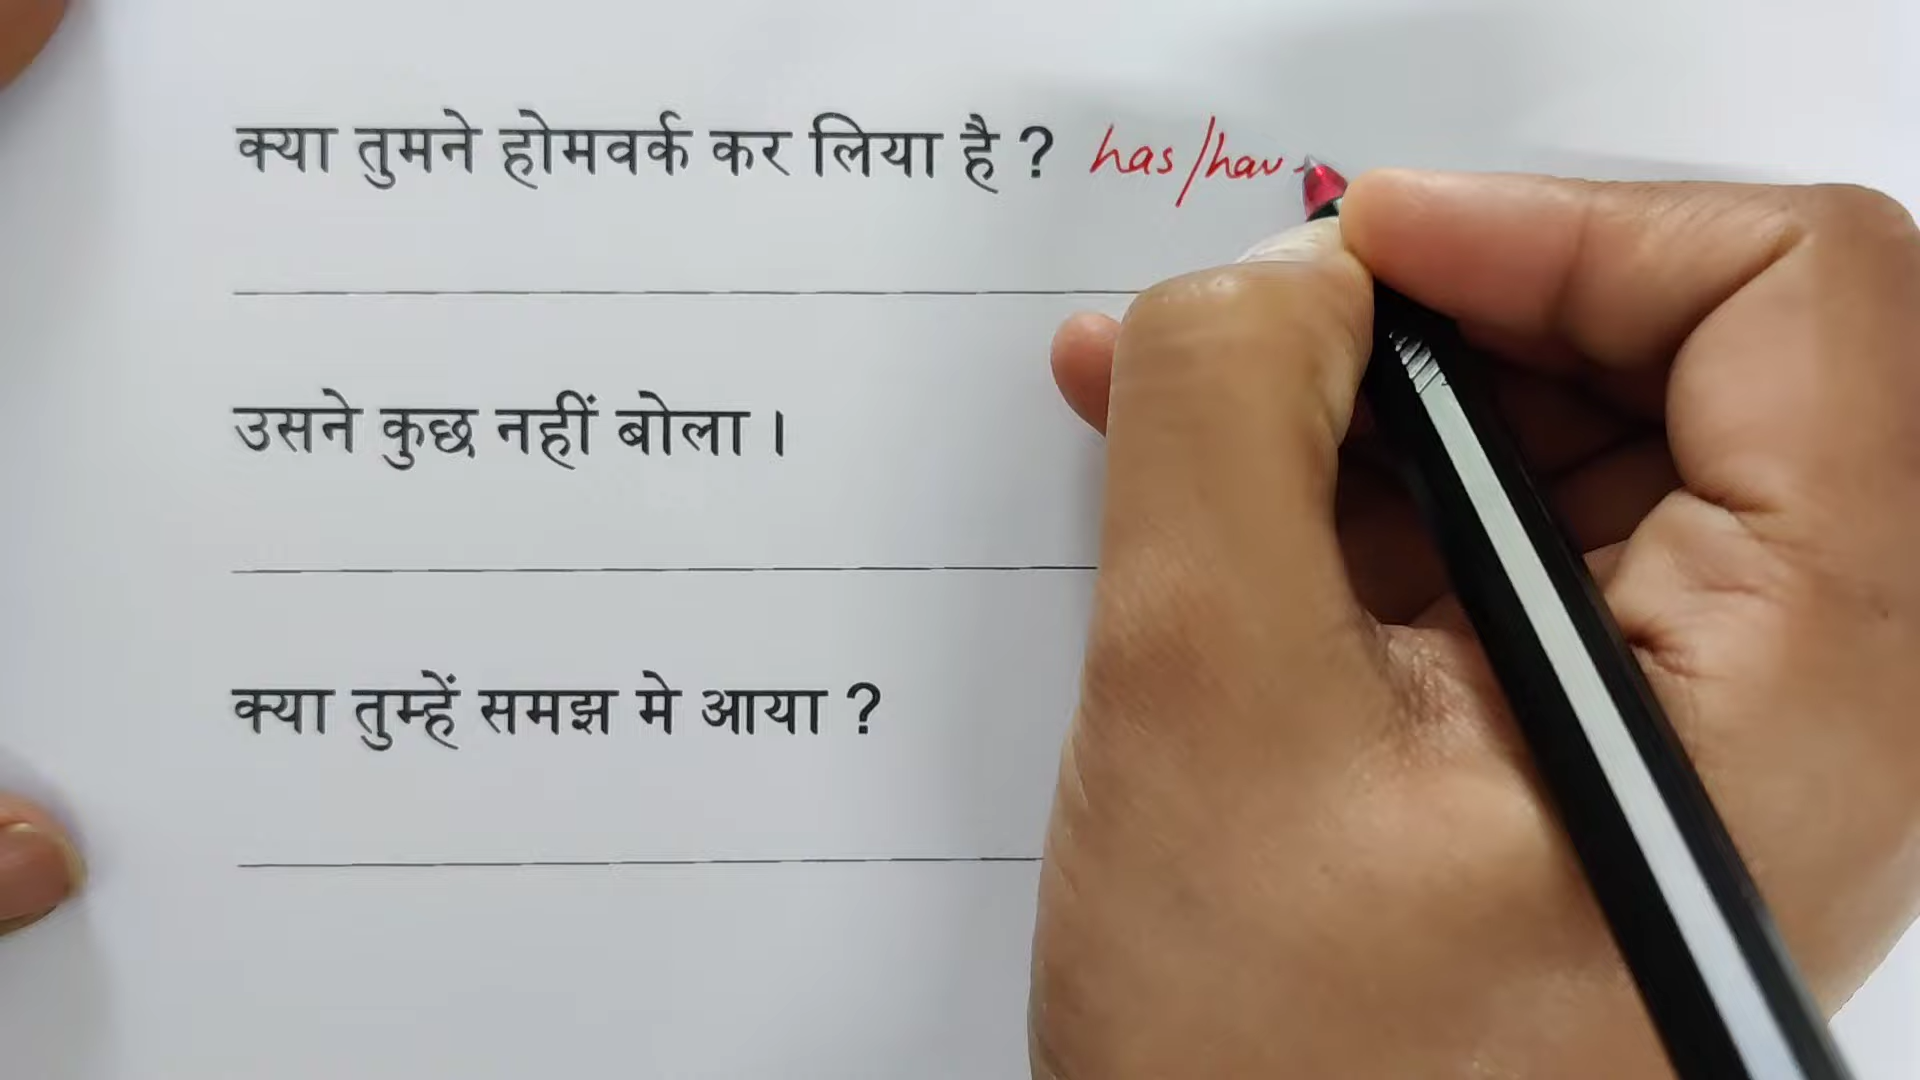 क्या तुमने होमवर्क कर लिया है ? has/hav
उसने कुछ नहीं बोला ।
क्या तुम्हें समझ मे आया ?